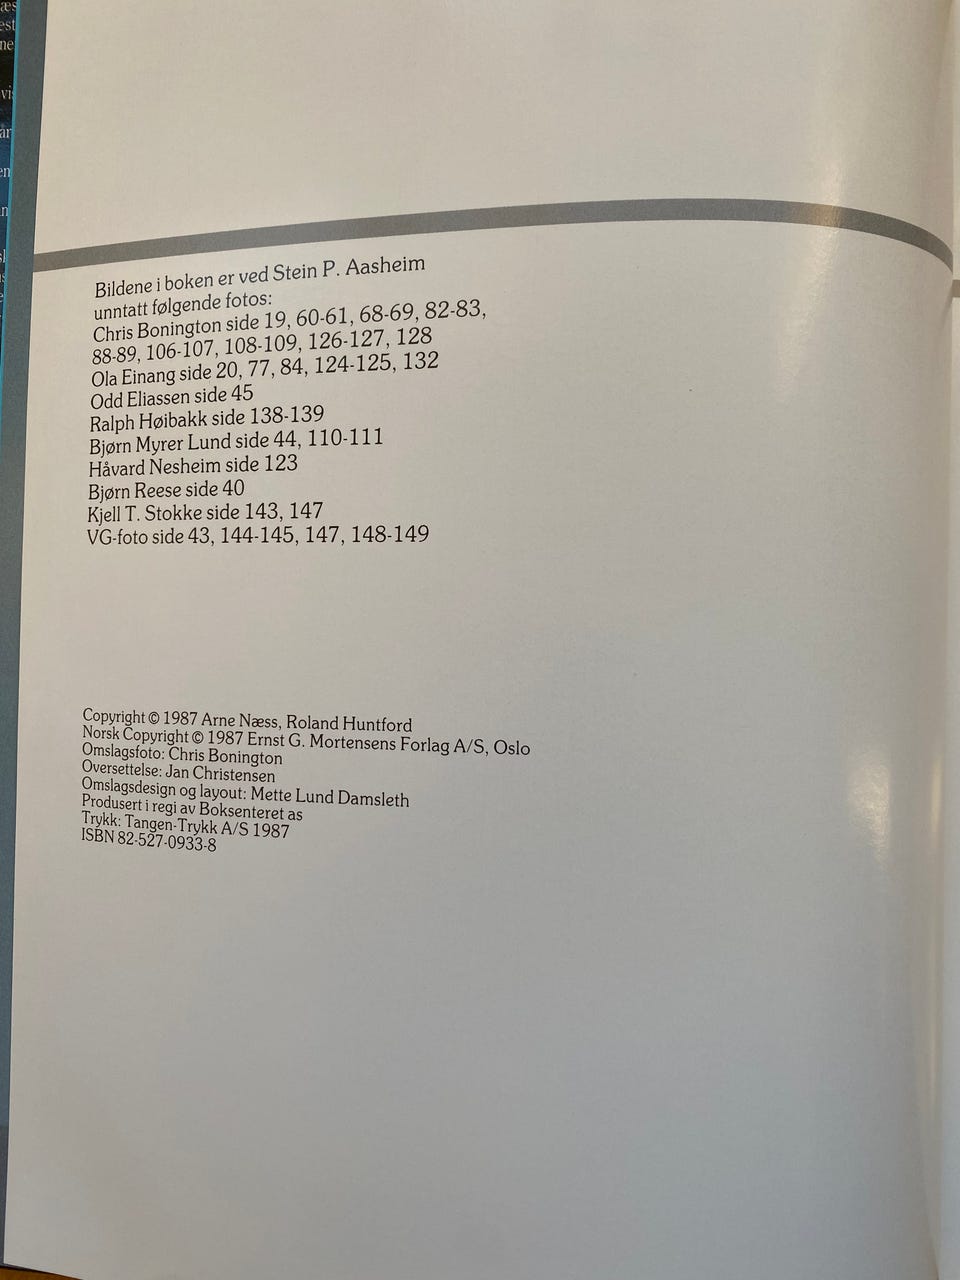 Bildene i boken er ved Stein P. Aasheim
unntatt følgende fotos:
Chris Bonington side 19, 60-61, 68-69, 82-83,
88-89, 106-107, 108-109, 126-127, 128
Ola Einang side 20, 77, 84, 124-125, 132
Odd Eliassen side 45
Ralph Høibakk side 138-139
Bjørn Myrer Lund side 44, 110-111
Håvard Nesheim side 123
Bjørn Reese side 40
Kjell T. Stokke side 143, 147
VG-foto side 43, 144-145, 147, 148-149
Copyright © 1987 Arne Næss, Roland Huntford
Norsk Copyright © 1987 Ernst G. Mortensens Forlag A/S, Oslo
Omslagsfoto: Chris Bonington
Oversettelse: Jan Christensen
Omslagsdesign og layout: Mette Lund Damsleth
Produsert i regi av Boksenteret as
Trykk: Tangen-Trykk A/S 1987
ISBN 82-527-0933-8